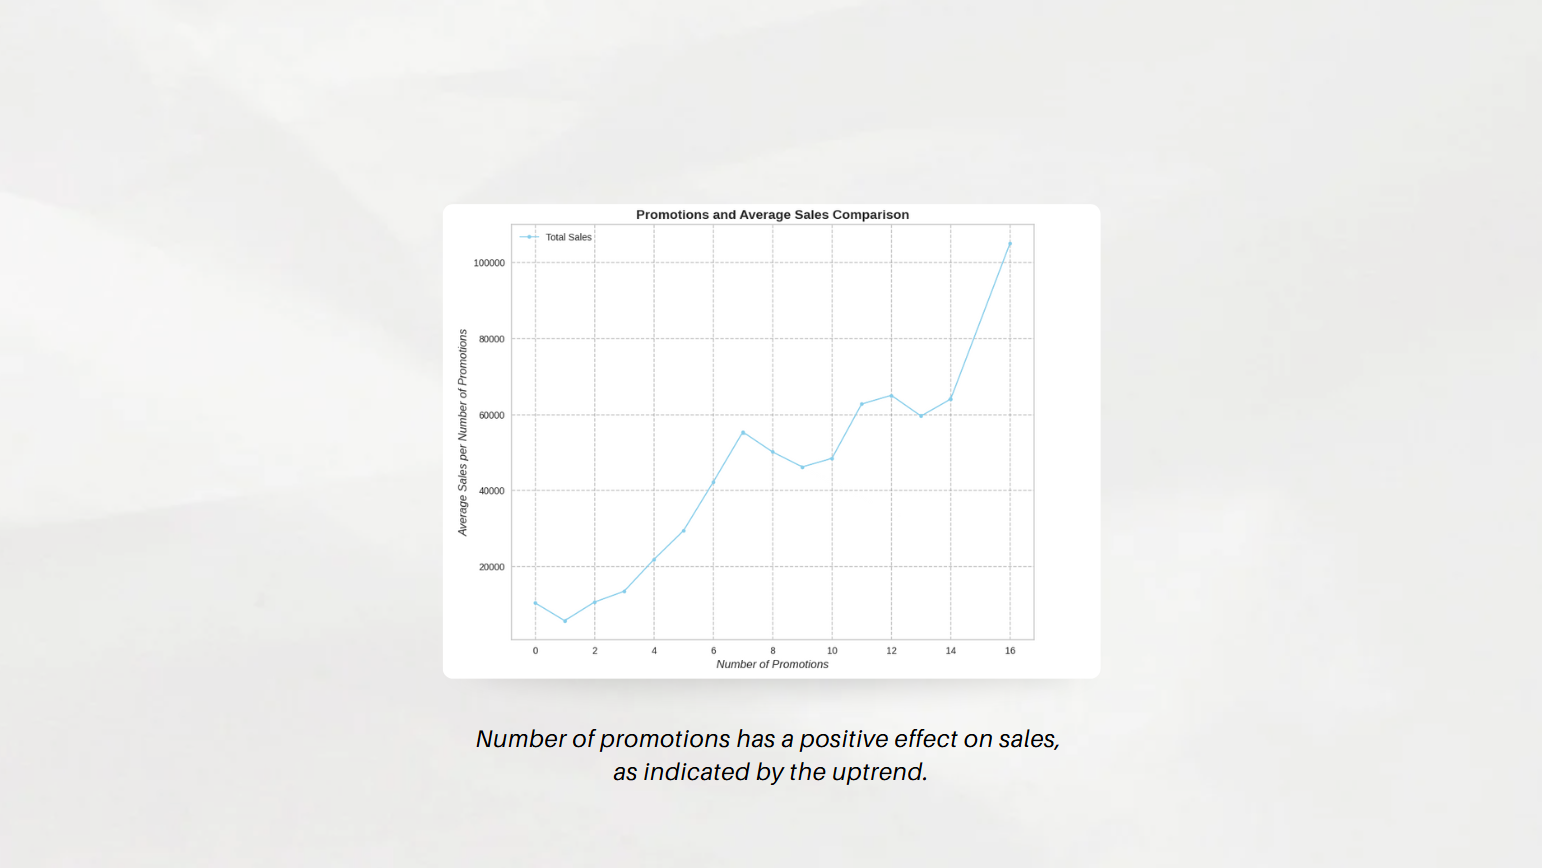 Promotions and Average Sales Comparison
Total Sales
100000
80000
60000
40000
20000
Average Sales per Number of Promotions
0 2 4 6 8 10 12 14 16
Number of Promotions
Number of promotions has a positive effect on sales,
as indicated by the uptrend.